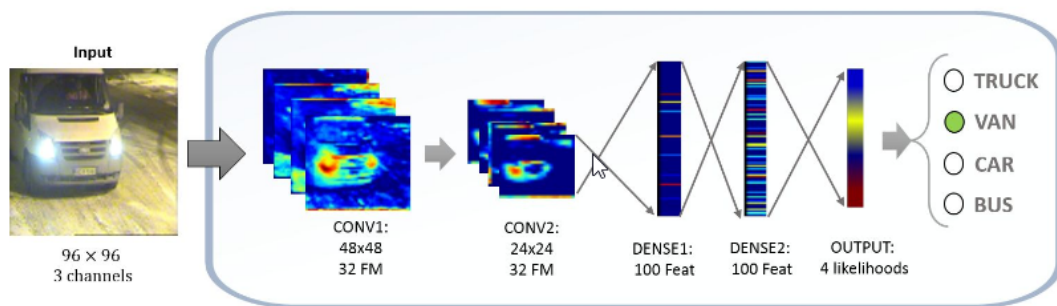 Input
96 × 96
3 channels
CONV1:
48x48
32 FM
CONV2:
24x24
32 FM
DENSE1:
100 Feat
DENSE2:
100 Feat
OUTPUT:
4 likelihoods
TRUCK
VAN
CAR
BUS